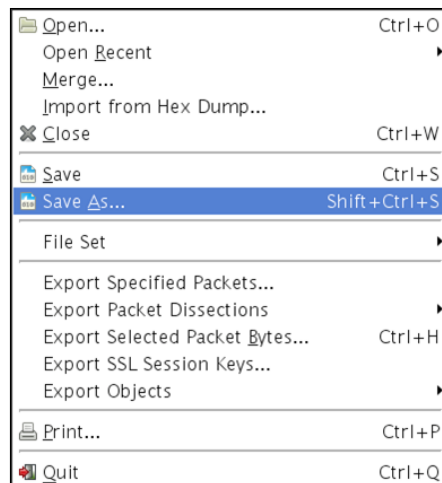 Open... Ctrl+O
Open Recent
Merge...
Import from Hex Dump...
Close Ctrl+W
Save Ctrl+S
Save As... Shift+Ctrl+S
File Set
Export Specified Packets...
Export Packet Dissections
Export Selected Packet Bytes... Ctrl+H
Export SSL Session Keys...
Export Objects
Print... Ctrl+P
Quit Ctrl+Q